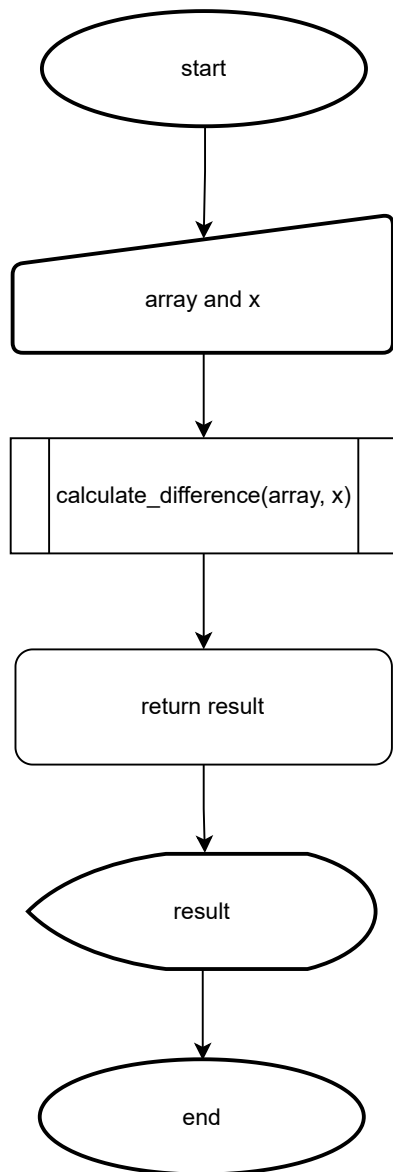 start
array and x
calculate_difference(array, x)
return result
result
end